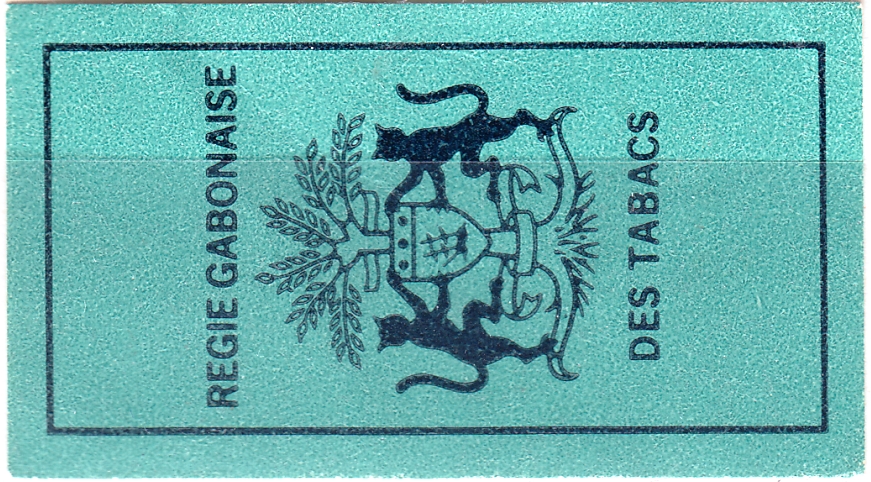 REGIE GABONAISE
DES TABACS